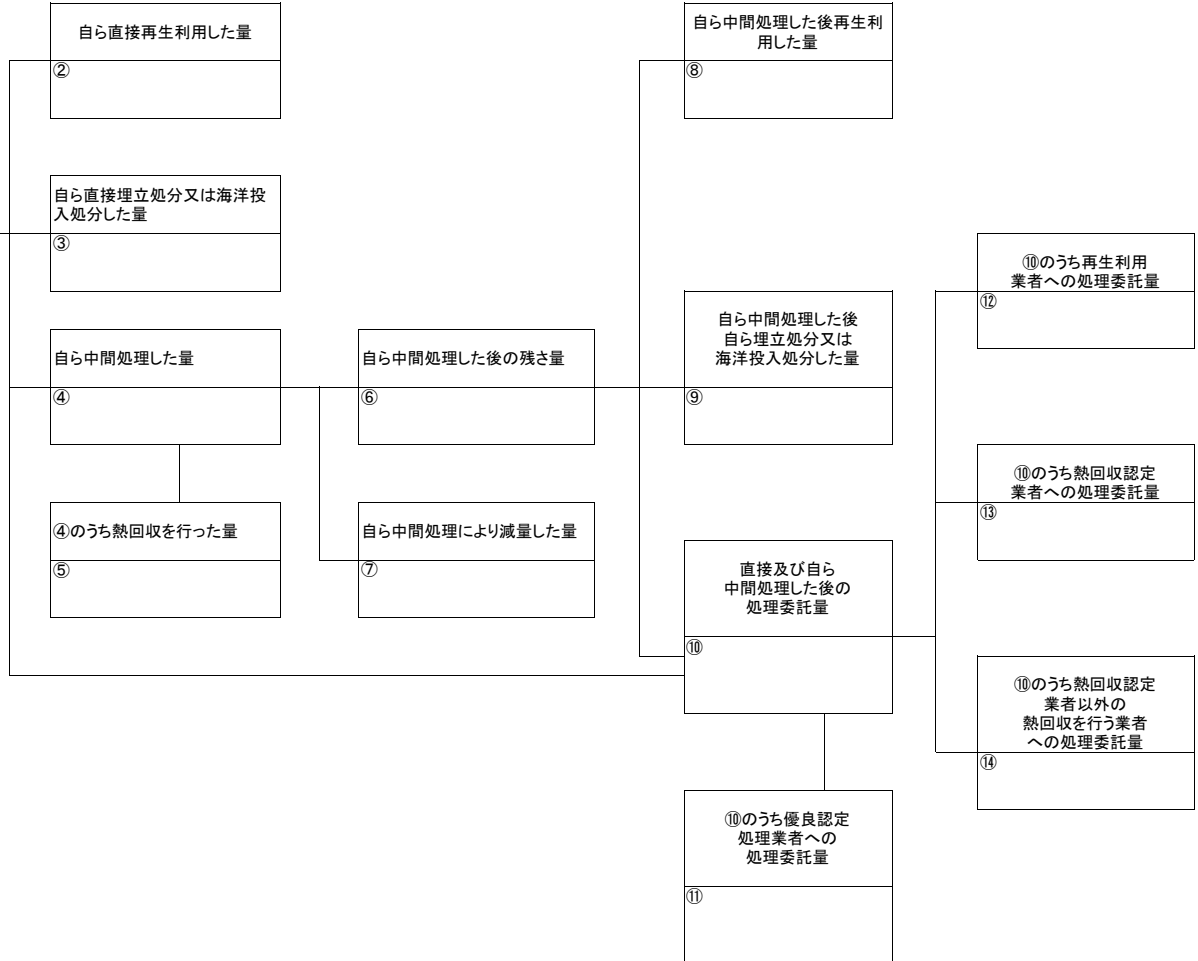 自ら直接再生利用した量
②
自ら直接埋立処分又は海洋投
入処分した量
③
自ら中間処理した量
④
④のうち熱回収を行った量
⑤
自ら中間処理した後の残さ量
⑥
自ら中間処理により減量した量
⑦
自ら中間処理した後再生利
用した量
⑧
自ら中間処理した後
自ら埋立処分又は
海洋投入処分した量
⑨
直接及び自ら
中間処理した後の
処理委託量
⑩
⑩のうち優良認定
処理業者への
処理委託量
⑪
⑩のうち再生利用
業者への処理委託量
⑫
⑩のうち熱回収認定
業者への処理委託量
⑬
⑩のうち熱回収認定
業者以外の
熱回収を行う業者
への処理委託量
⑭